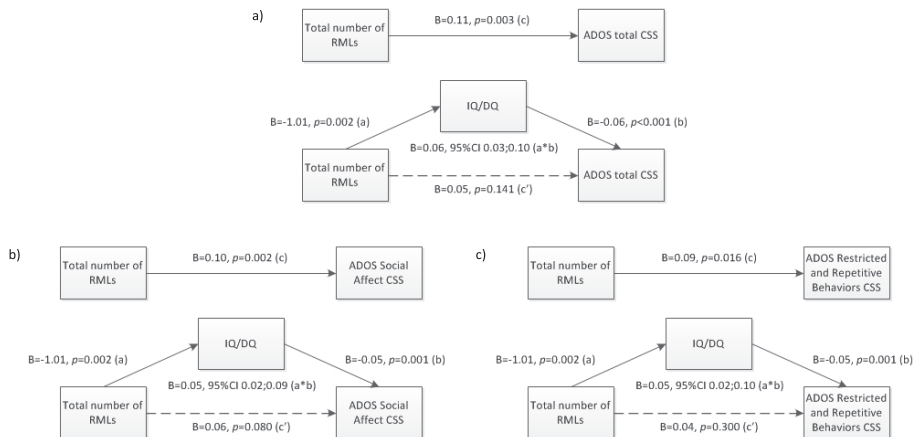 a)
Total number of
RMLs
B=0.11, p=0.003 (c)
ADOS total CSS
IQ/DQ
B=-1.01, p=0.002 (a)
B=-0.06, p<0.001 (b)
B=0.06, 95%CI 0.03;0.10 (a*b)
Total number of
RMLs
ADOS total CSS
B=0.05, p=0.141 (c’)
b)
Total number of
RMLs
B=0.10, p=0.002 (c)
ADOS Social
Affect CSS
IQ/DQ
B=-1.01, p=0.002 (a)
B=-0.05, p=0.001 (b)
B=0.05, 95%CI 0.02;0.09 (a*b)
Total number of
RMLs
ADOS Social
Affect CSS
B=0.06, p=0.080 (c’)
c)
Total number of
RMLs
B=0.09, p=0.016 (c)
ADOS Restricted
and Repetitive
Behaviors CSS
IQ/DQ
B=-1.01, p=0.002 (a)
B=-0.05, p=0.001 (b)
B=0.05, 95%CI 0.02;0.10 (a*b)
Total number of
RMLs
ADOS Restricted
and Repetitive
Behaviors CSS
B=0.04, p=0.300 (c’)